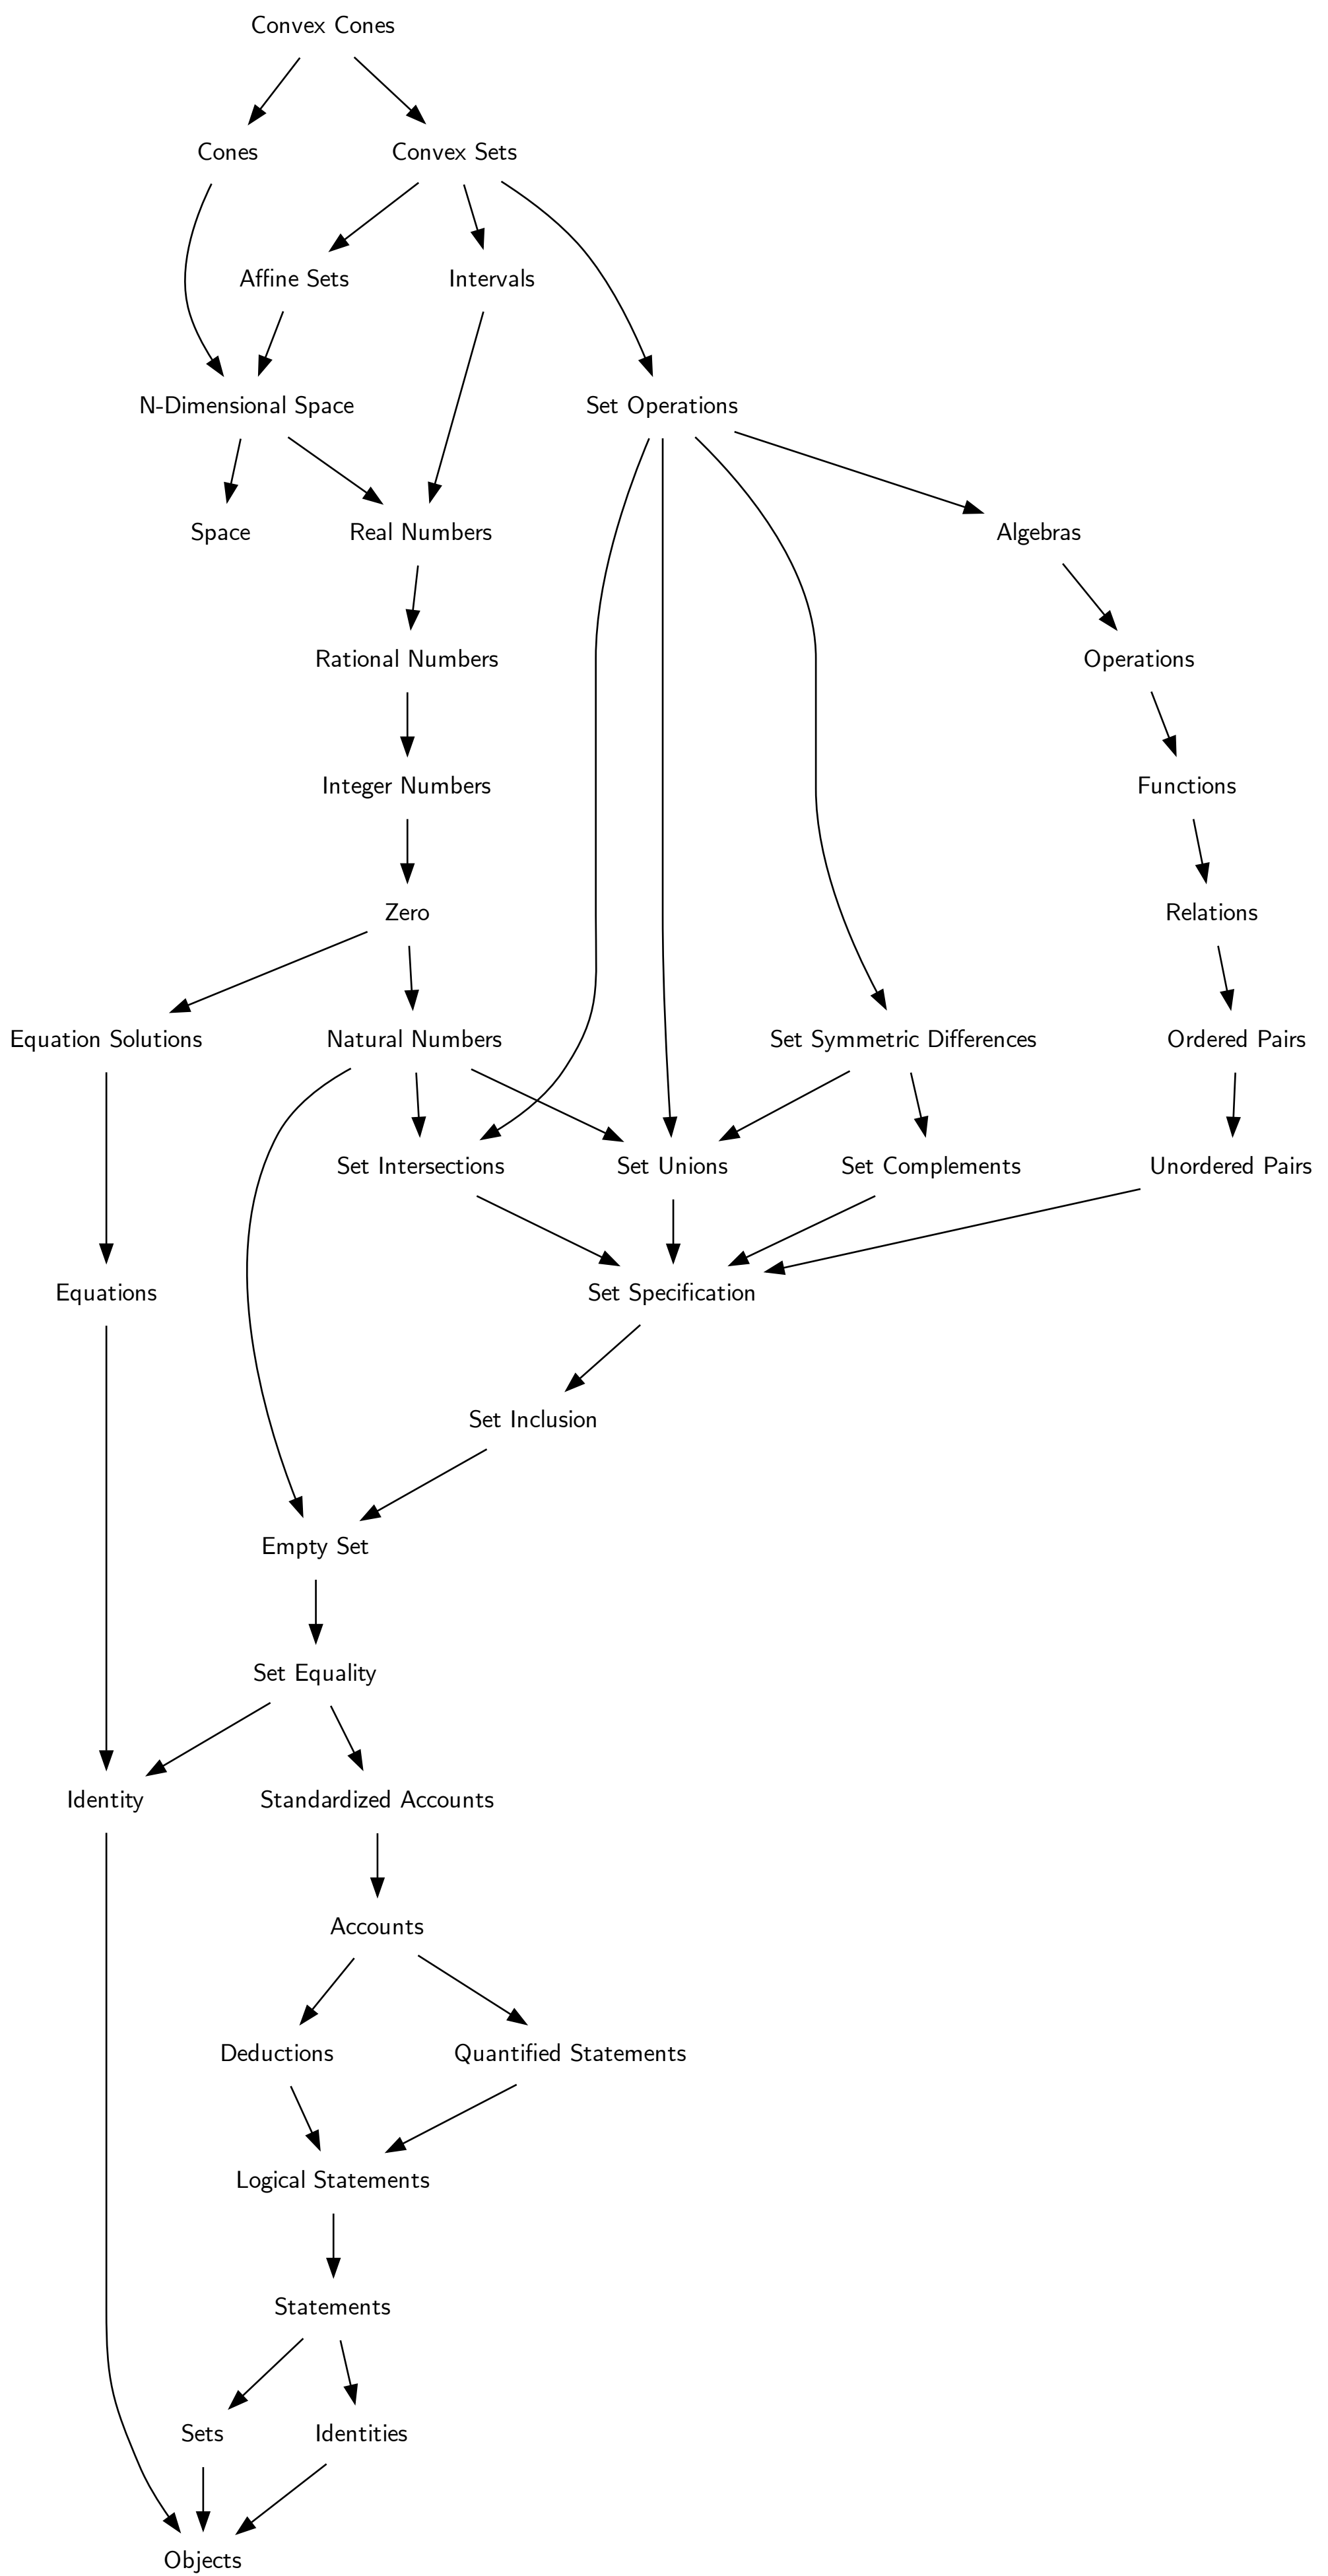 Convex Cones
Cones
Convex Sets
Affine Sets
Intervals
N-Dimensional Space
Set Operations
Space
Real Numbers
Algebras
Rational Numbers
Operations
Integer Numbers
Functions
Zero
Relations
Equation Solutions
Natural Numbers
Set Symmetric Differences
Ordered Pairs
Set Intersections
Set Unions
Set Complements
Unordered Pairs
Equations
Set Specification
Set Inclusion
Empty Set
Set Equality
Identity
Standardized Accounts
Accounts
Deductions
Quantified Statements
Logical Statements
Statements
Sets
Identities
Objects